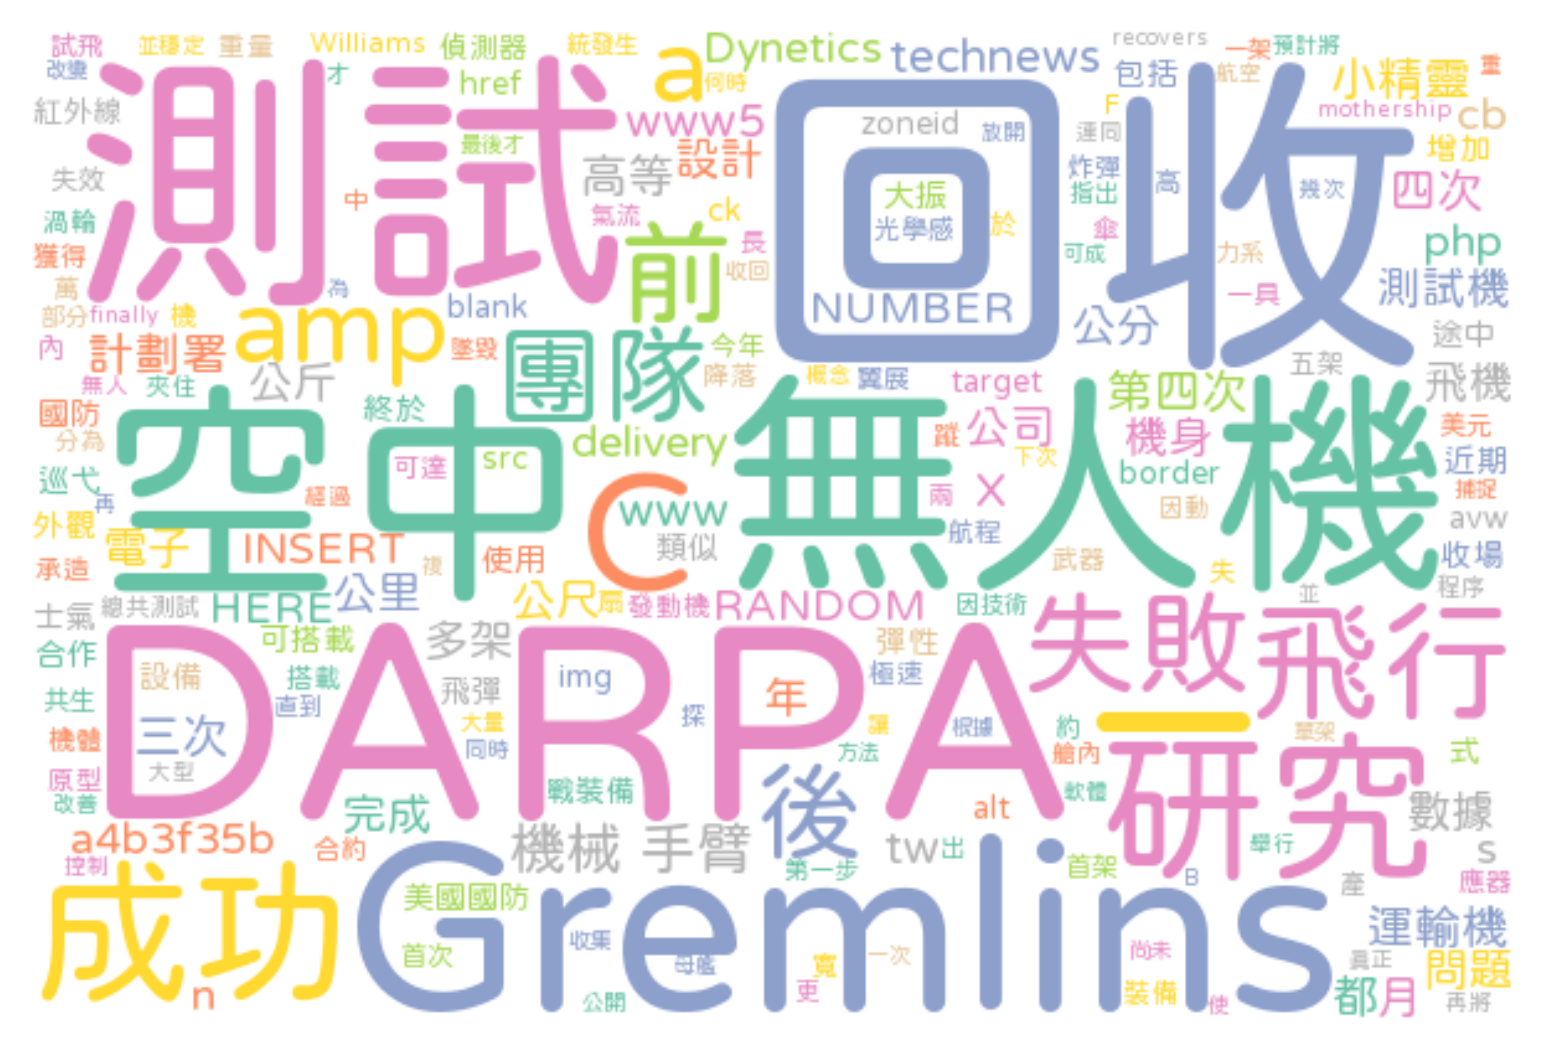 試飛 並穩定 重量 Williams 偵測器 統發生 a Dynetics technews recovers 一架 預計將
改變 才 href 何時 包括 航空 小精靈 重
紅外線 測試 www5 zoneid 放開 回收 F mothership cb
最後才 設計 連同 增加
失效 高等 大振 炸彈 高 幾次 四次
中 氣流 ck 光學感 於 指出
渦輪 前 長 傘 php
獲得 收回 可成 力系
萬 為 一具 測試機
部分 finally 機 amp blank NUMBER 公分 途中
內 計劃署 墜毀 團隊 今年 五架
無人 夾住 公斤 降落 概念 翼展 target 第四次 飛機
國防 終於 公司 機身 美元
分為 空中 delivery 蹤 無人機
巡弋 可達 src 下次 border 近期
再 經過 C www 兩 X 因動 捕捉
外觀 航程 avw
電子 INSERT 使用 類似 武器 收場
承造 複 失 程序
士氣 總共測試 HERE 公里 公尺 扇 發動機 RANDOM 因技術 並
合作 可搭載 多架 彈性 失敗 飛行
設備 搭載 飛彈 img 極速
共生 直到 DARPA 年
三次 大量 探 讓 根據 約 一 單架
機體 同時 方法 艙內 式
大型
原型 戰裝備 後 軟體 研究
改善 完成 alt 數據
a4b3f35b 合約 機械 手臂 tw 出 舉行 s
控制 第一步 首架
成功 美國國防 Gremlins B 產 應器
首次 收集 母艦 一次 尚未 運輸機
寬 真正 問題
n 公開 更 裝備 使 都 月 再將